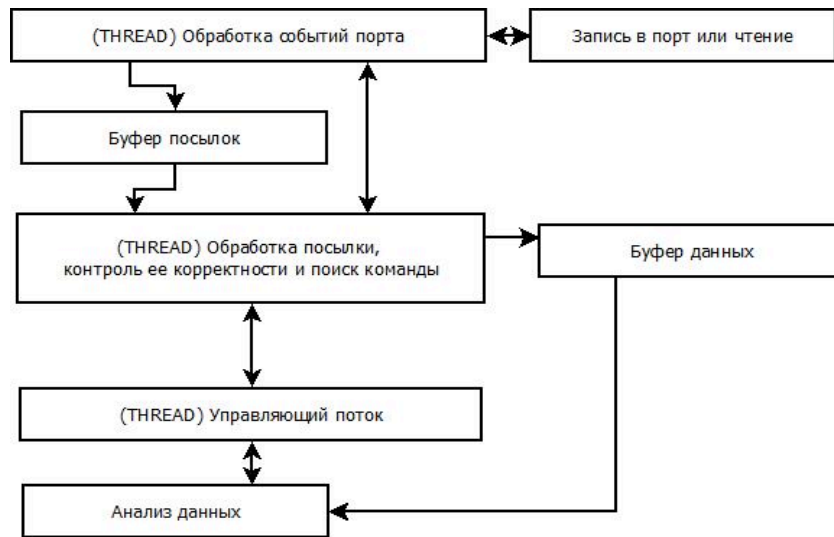 (THREAD) Обработка событий порта
Запись в порт или чтение
Буфер посылок
(THREAD) Обработка посылки,
контроль ее корректности и поиск команды
Буфер данных
(THREAD) Управляющий поток
Анализ данных